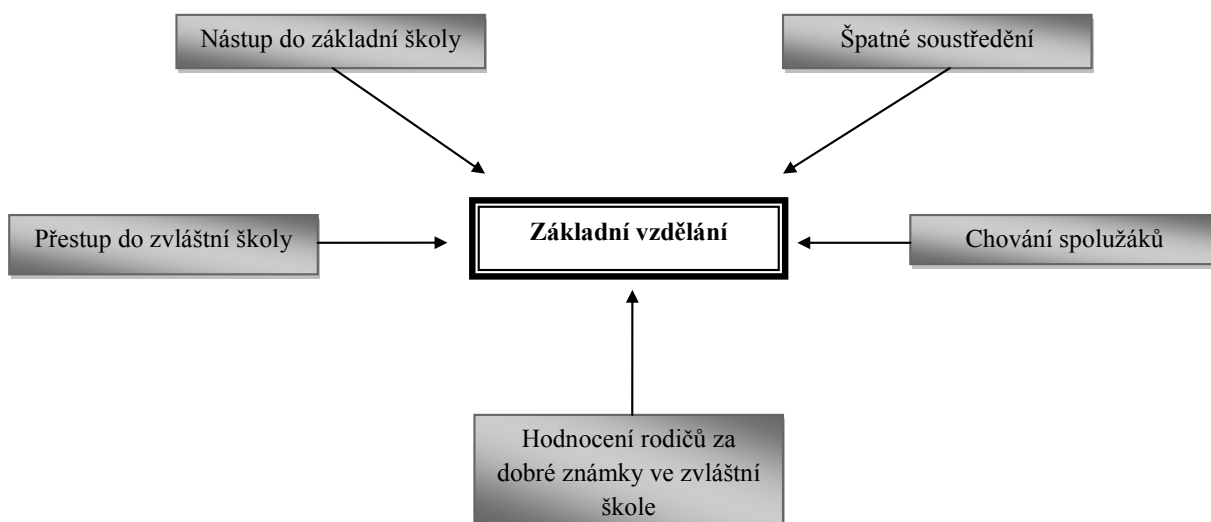 Nástup do základní školy
Špatné soustředění
Přestup do zvláštní školy
Základní vzdělání
Chování spolužáků
Hodnocení rodičů za
dobré známky ve zvláštní
škole